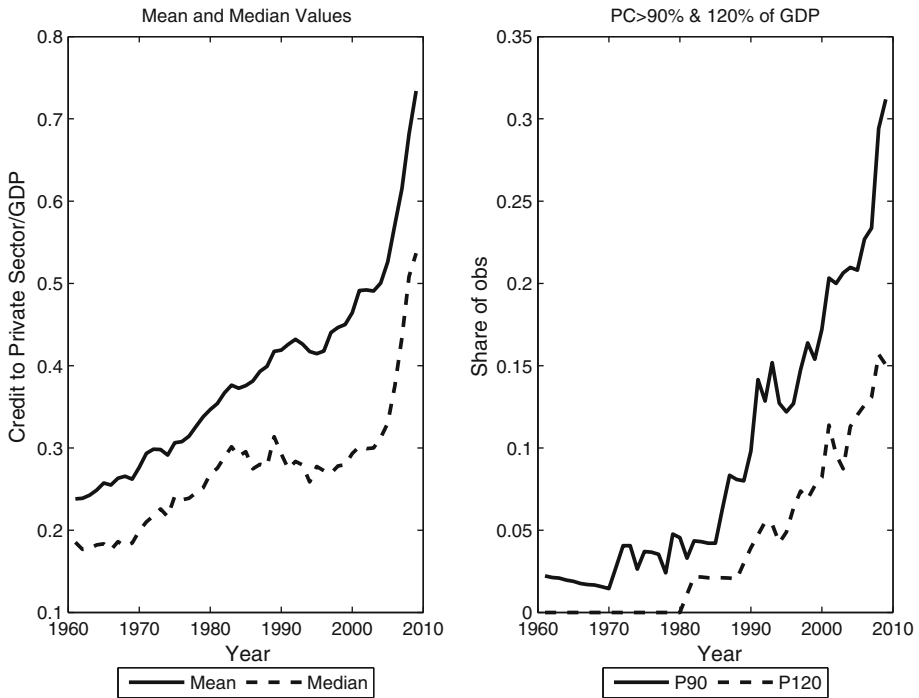 Mean and Median Values
0.8
0.7
0.6
0.5
0.4
0.3
0.2
0.1
Credit to Private Sector/GDP
1960 1970 1980 1990 2000 2010
Year
Mean Median
PC>90% & 120% of GDP
0.35
0.3
0.25
0.2
0.15
0.1
0.05
0
Share of obs
1960 1970 1980 1990 2000 2010
Year
P90 P120